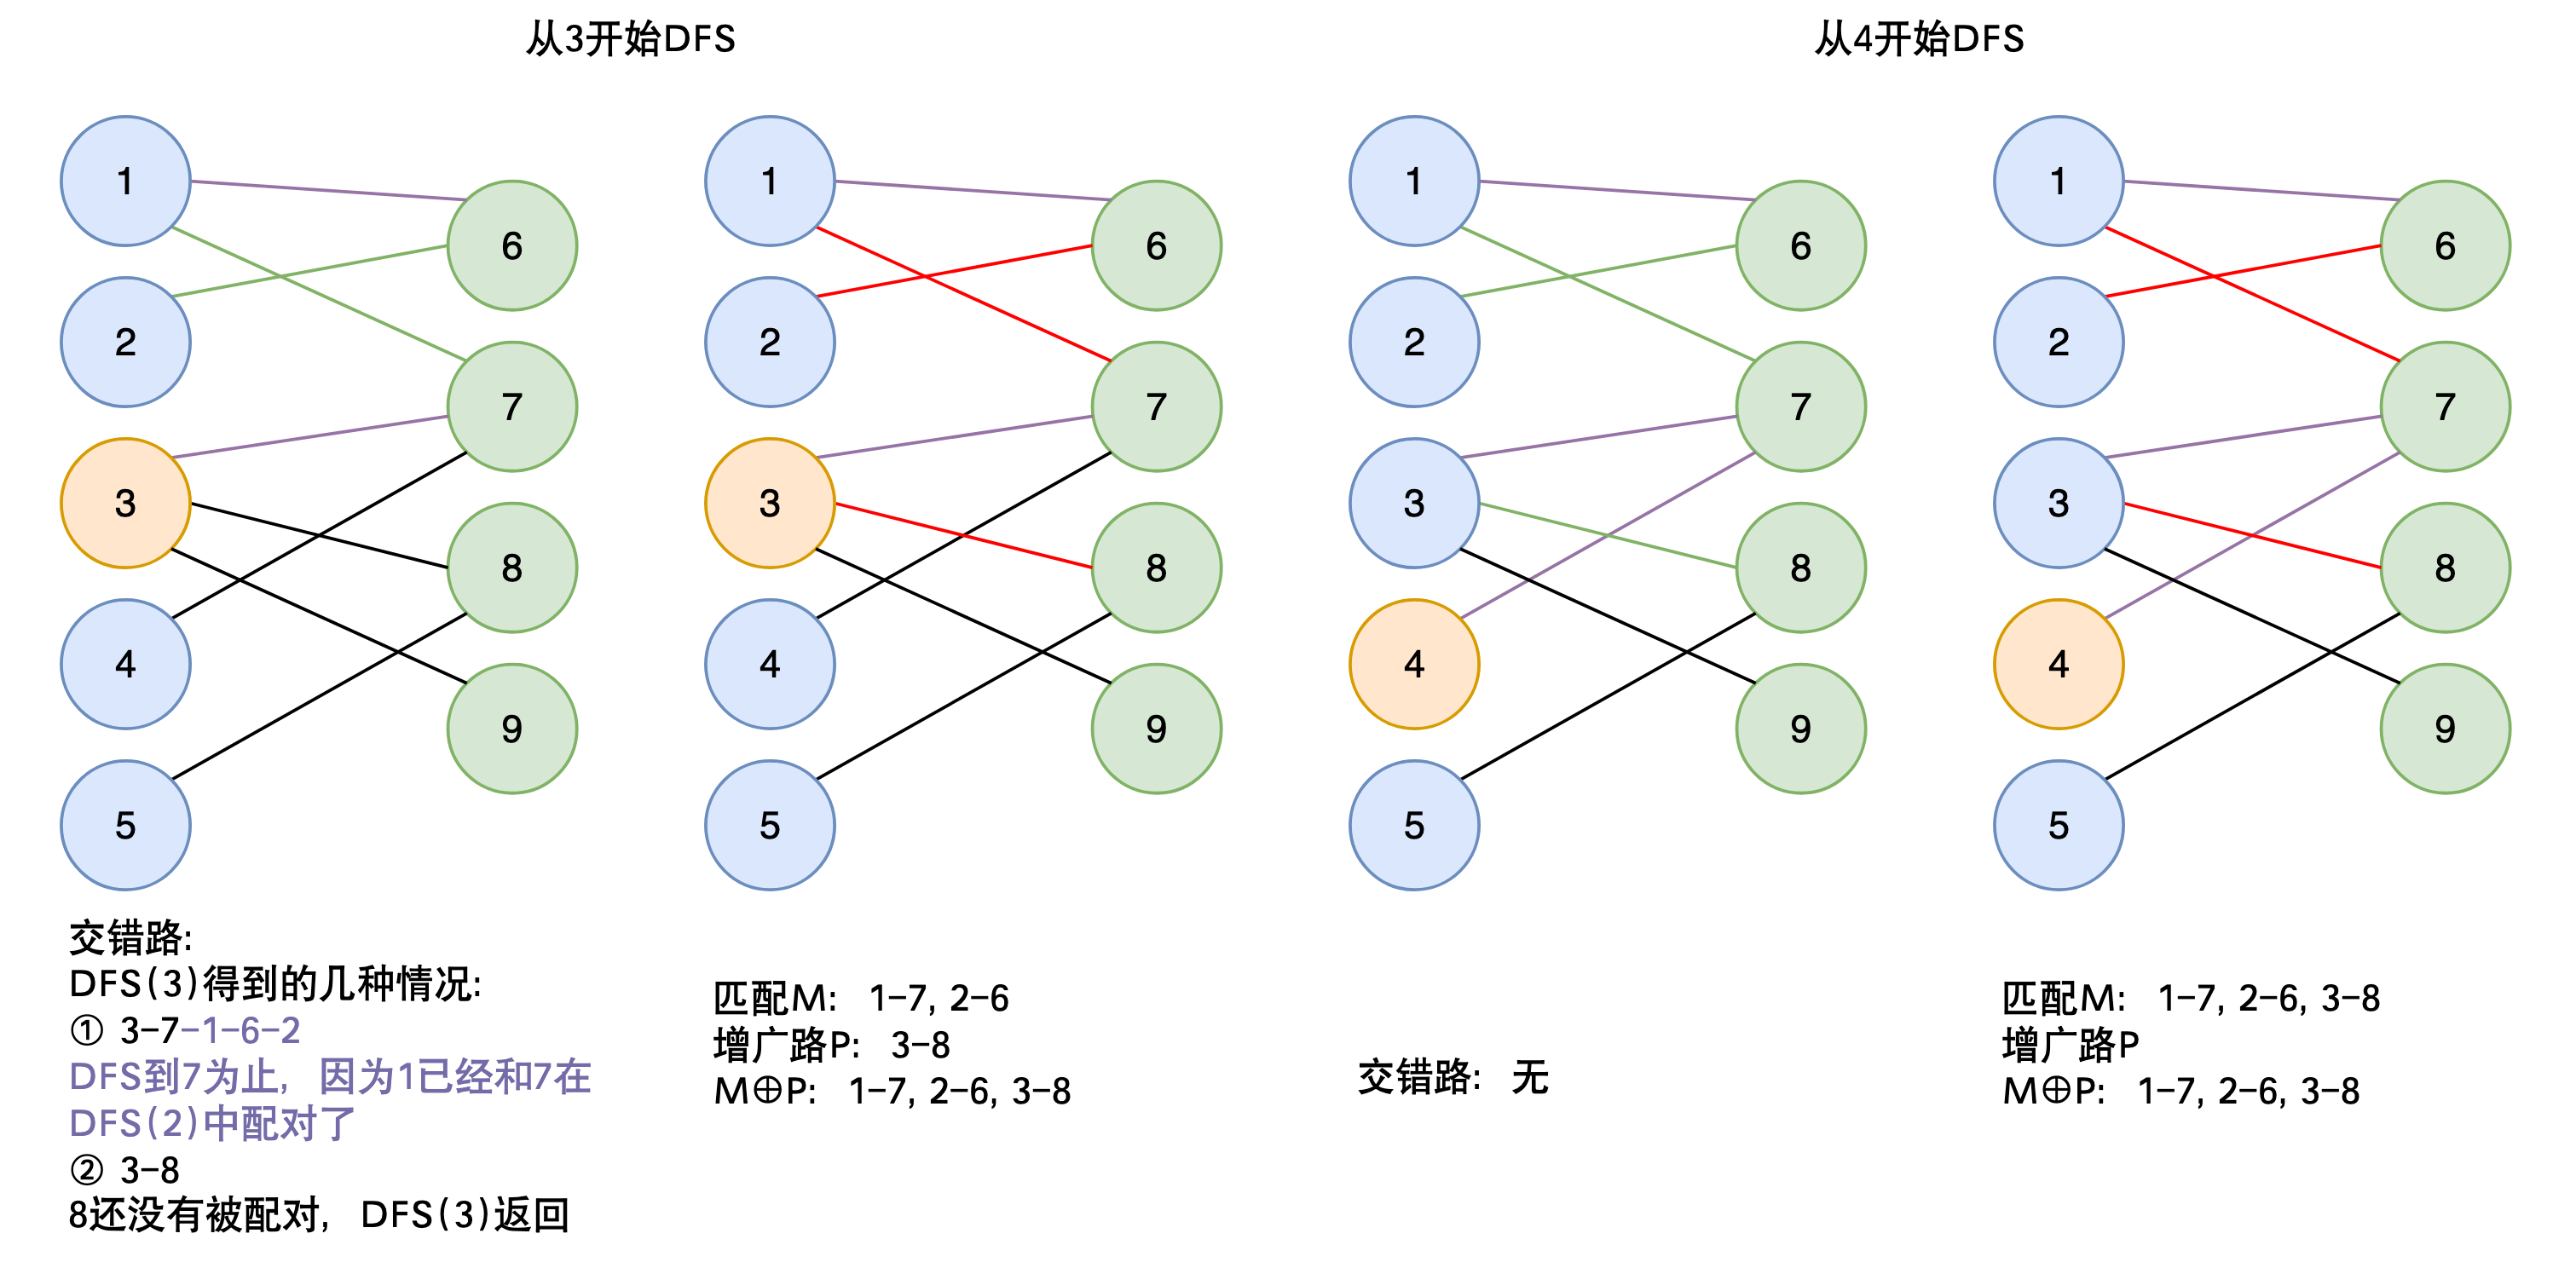 从3开始DFS
从4开始DFS
1
6
2
7
3
8
4
9
5
1
6
2
7
3
8
4
9
5
1
6
2
7
3
8
4
9
5
1
6
2
7
3
8
4
9
5
交错路:
DFS(3)得到的几种情况:
① 3-7-1-6-2
DFS到7为止, 因为1已经和7在
DFS(2)中配对了
② 3-8
8还没有被配对, DFS(3)返回
匹配M: 1-7, 2-6
增广路P: 3-8
M⊕P: 1-7, 2-6, 3-8
交错路: 无
匹配M: 1-7, 2-6, 3-8
增广路P
M⊕P: 1-7, 2-6, 3-8